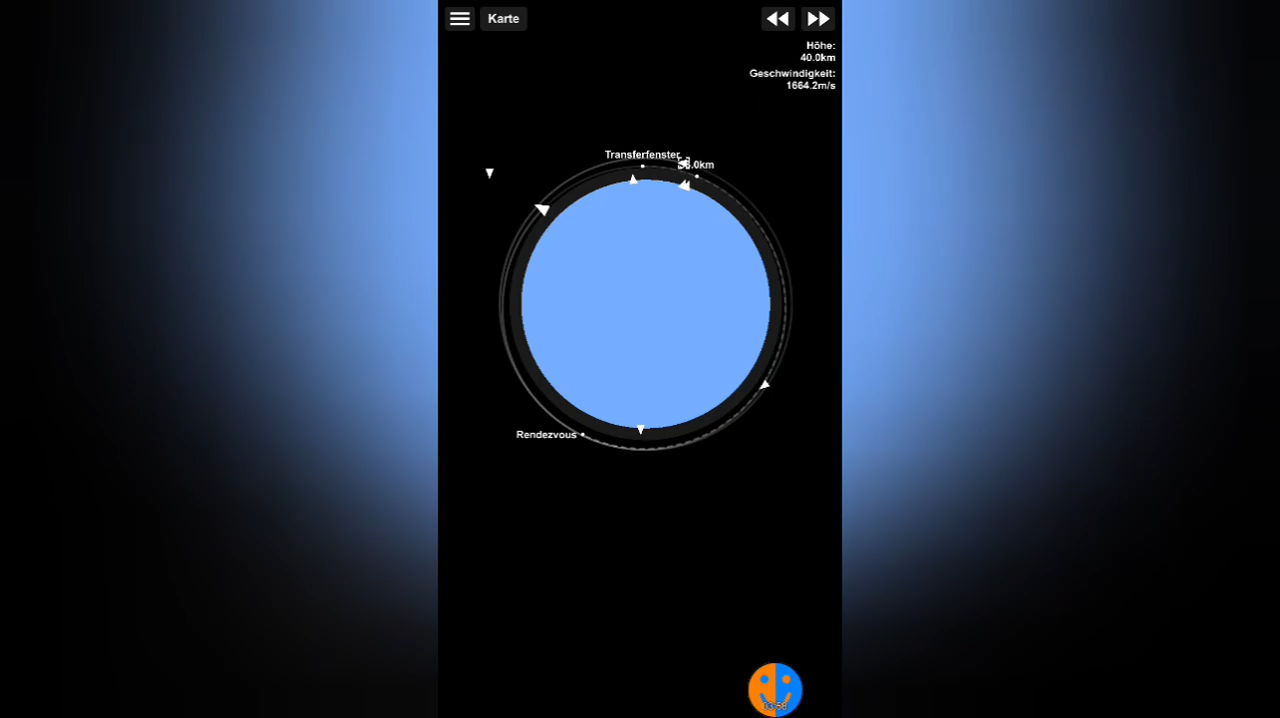 Karte
Höhe:
40.0km
Geschwindigkeit:
1664.2m/s
Transferfenster
Rendezvous